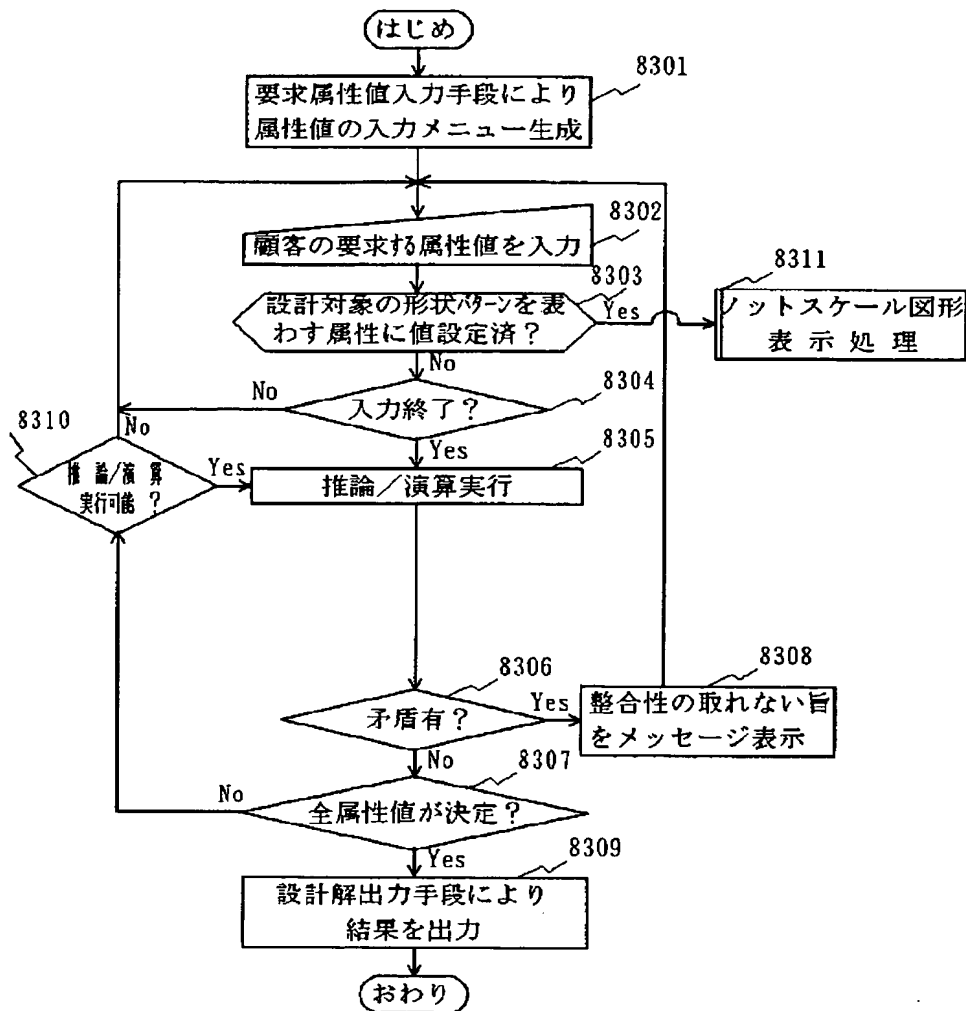 はじめ
8301
要求属性値入力手段により
属性値の入力メニュー生成
8302
顧客の要求する属性値を入力
8303
設計対象の形状パターンを表
わす属性に値設定済？
Yes
8311
ノットスケール図形
表示処理
No
8304
入力終了？
No
8310
No
Yes
8305
推論/演算
実行可能？
Yes
推論／演算実行
8306
矛盾有？
Yes
8308
整合性の取れない旨
をメッセージ表示
No
8307
全属性値が決定？
No
Yes
8309
設計解出力手段により
結果を出力
おわり